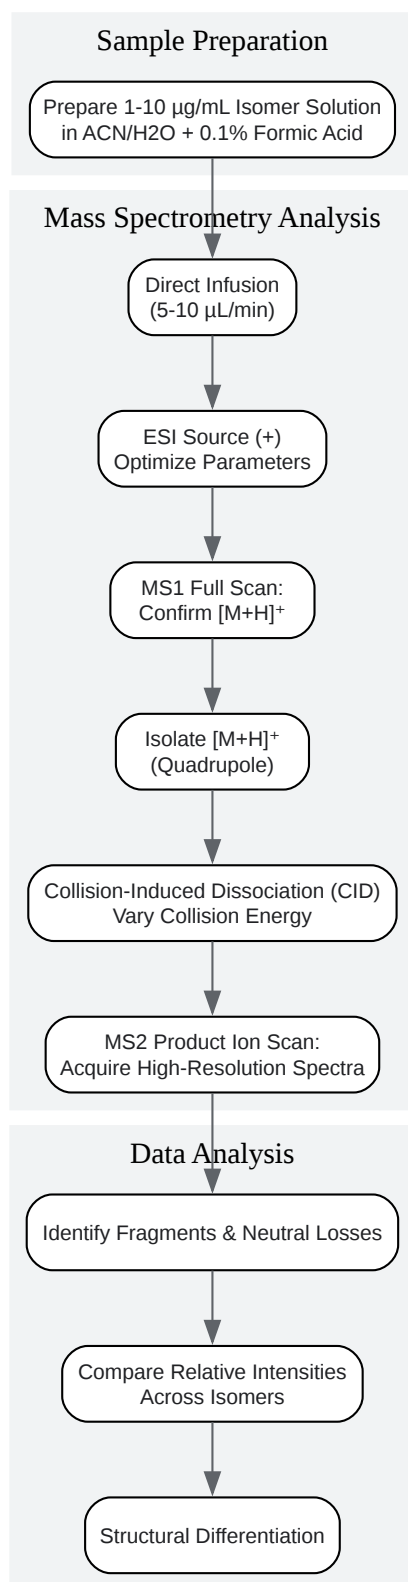 Sample Preparation
Prepare 1-10 µg/mL Isomer Solution
in ACN/H2O + 0.1% Formic Acid
Mass Spectrometry Analysis
Direct Infusion
(5-10 µL/min)
ESI Source (+)
Optimize Parameters
MS1 Full Scan:
Confirm [M+H]⁺
Isolate [M+H]⁺
(Quadrupole)
Collision-Induced Dissociation (CID)
Vary Collision Energy
MS2 Product Ion Scan:
Acquire High-Resolution Spectra
Data Analysis
Identify Fragments & Neutral Losses
Compare Relative Intensities
Across Isomers
Structural Differentiation